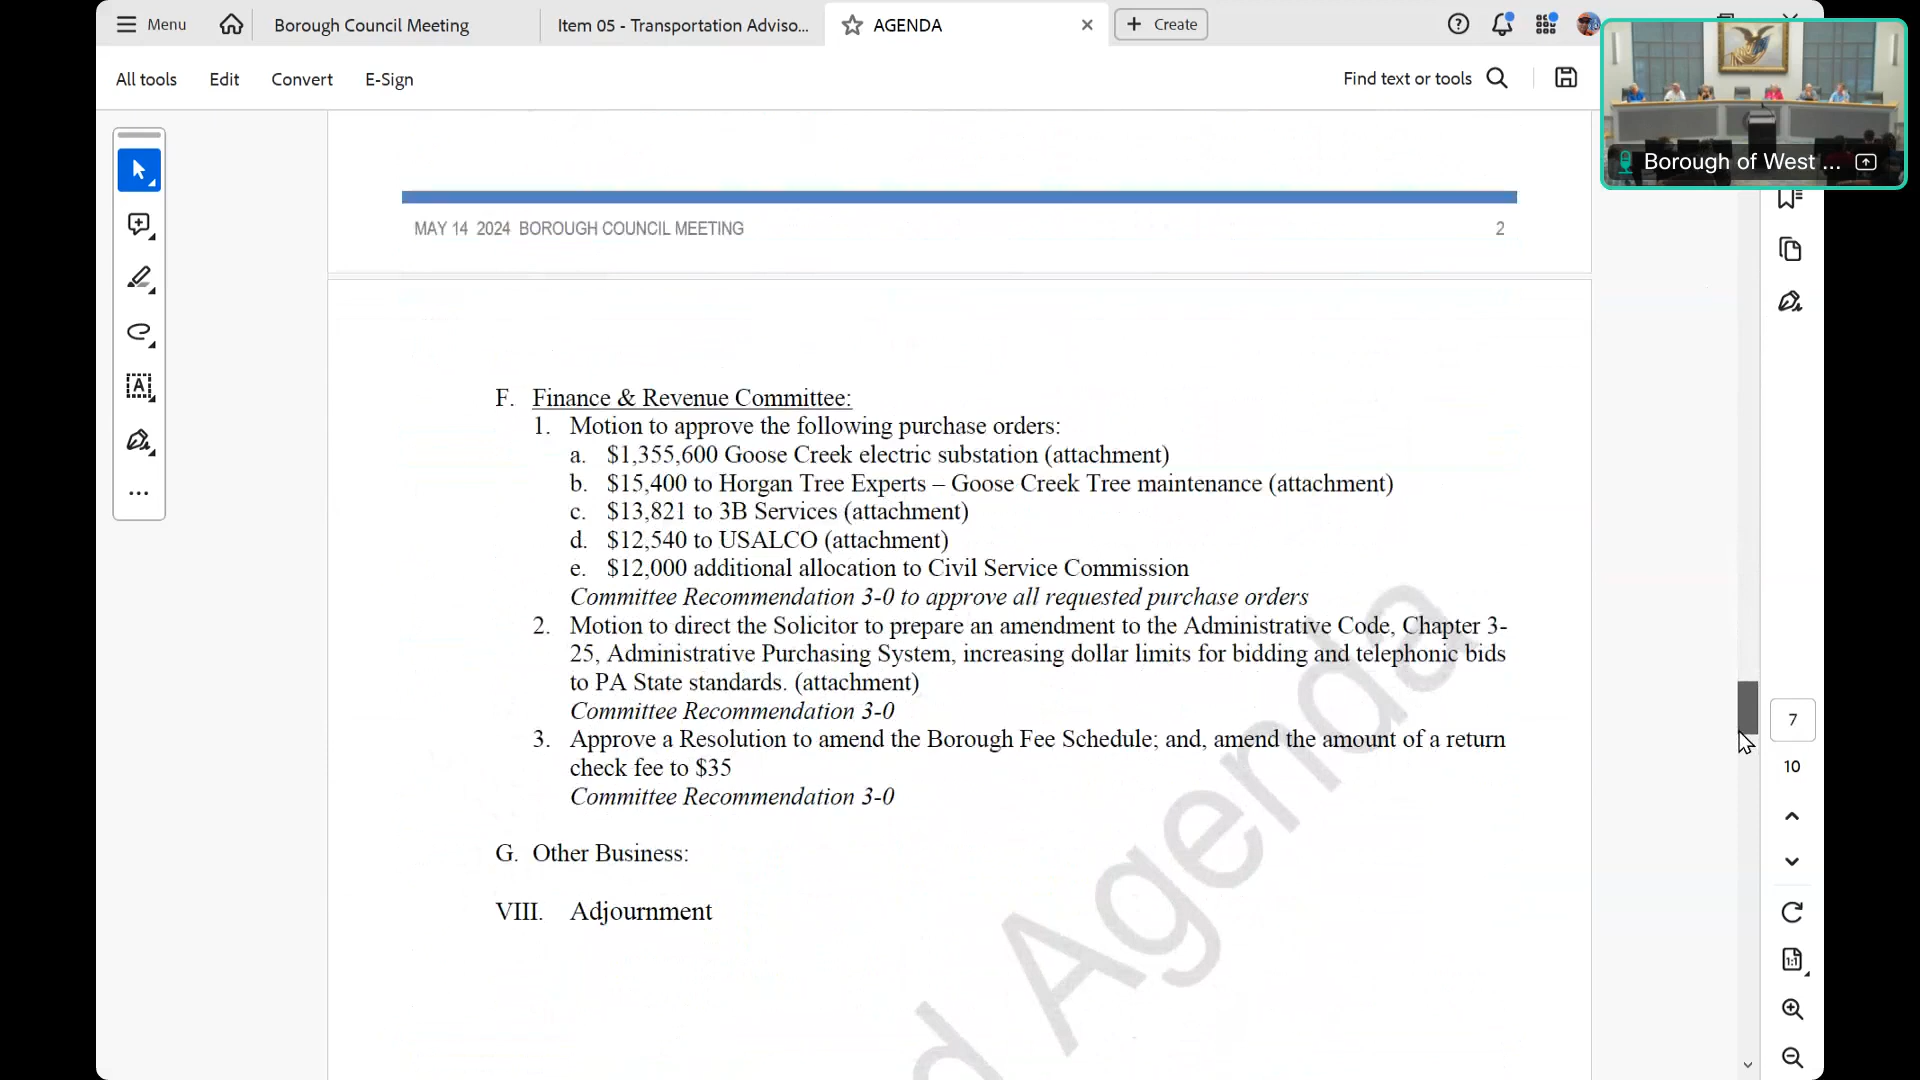 Menu
Borough Council Meeting
Item 05 - Transportation Adviso...
AGENDA
Create
All tools
Edit
Convert
E-Sign
Find text or tools
Borough of West ...
MAY 14 2024 BOROUGH COUNCIL MEETING 2
F. Finance & Revenue Committee:
1. Motion to approve the following purchase orders:
a. $1,355,600 Goose Creek electric substation (attachment)
b. $15,400 to Horgan Tree Experts – Goose Creek Tree maintenance (attachment)
c. $13,821 to 3B Services (attachment)
d. $12,540 to USALCO (attachment)
e. $12,000 additional allocation to Civil Service Commission
Committee Recommendation 3-0 to approve all requested purchase orders
2. Motion to direct the Solicitor to prepare an amendment to the Administrative Code, Chapter 3-
25, Administrative Purchasing System, increasing dollar limits for bidding and telephonic bids
to PA State standards. (attachment)
Committee Recommendation 3-0
3. Approve a Resolution to amend the Borough Fee Schedule; and, amend the amount of a return
check fee to $35
Committee Recommendation 3-0
G. Other Business:
VIII. Adjournment
d Agenda
7
10
1:1